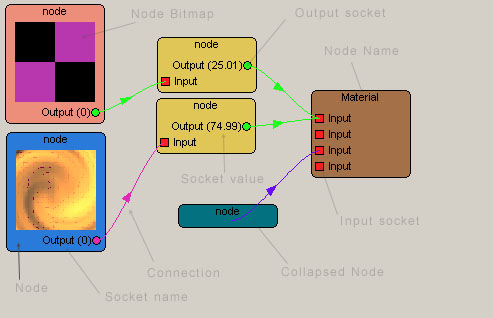 node
Node Bitmap
Output (0)
node
Output (25.01)
Input
Output socket
Node Name
node
Output (74.99)
Input
Socket value
Material
Input
Input
Input
Input
Input socket
node
Output (0)
node
Collapsed Node
Connection
Node
Socket name